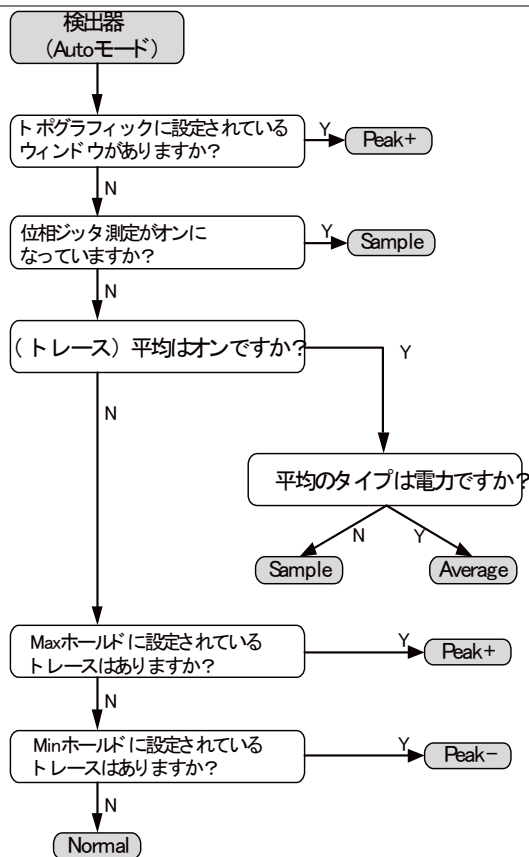 検出器
(Autoモード)
トポグラフィックに設定されている
ウィンドウがありますか?
Y
Peak+
N
位相ジッタ測定がオンに
なっていますか?
Y
Sample
N
(トレース) 平均はオンですか?
Y
N
平均のタイプは電力ですか?
N
Y
Sample
Average
Maxホールドに設定されている
トレースはありますか?
Y
Peak+
N
Minホールドに設定されている
トレースはありますか?
Y
Peak−
N
Normal